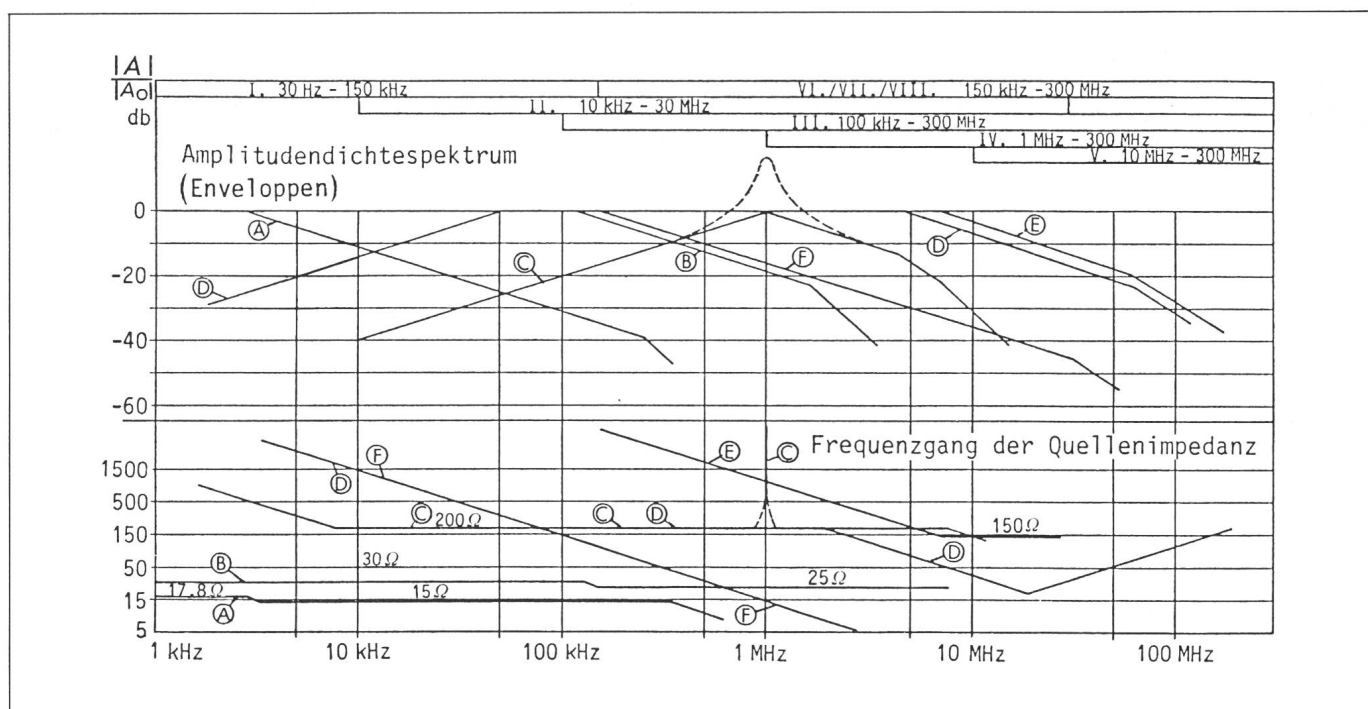 |A|
|Ao|
db
I. 30 Hz - 150 kHz
VI./VII./VIII. 150 kHz - 300 MHz
II. 10 kHz - 30 MHz
III. 100 kHz - 300 MHz
IV. 1 MHz - 300 MHz
V. 10 MHz - 300 MHz
Amplitudendichtespektrum
(Enveloppen)
0
A
E
D
B
F
-20
C
D
-40
-60
Frequenzgang der Quellenimpedanz
F
E
C
1500
D
500
C
200Ω
C
D
150Ω
150
D
50
B
30Ω
25Ω
17.8Ω
15Ω
15
A
F
5
1 kHz
10 kHz
100 kHz
1 MHz
10 MHz
100 MHz